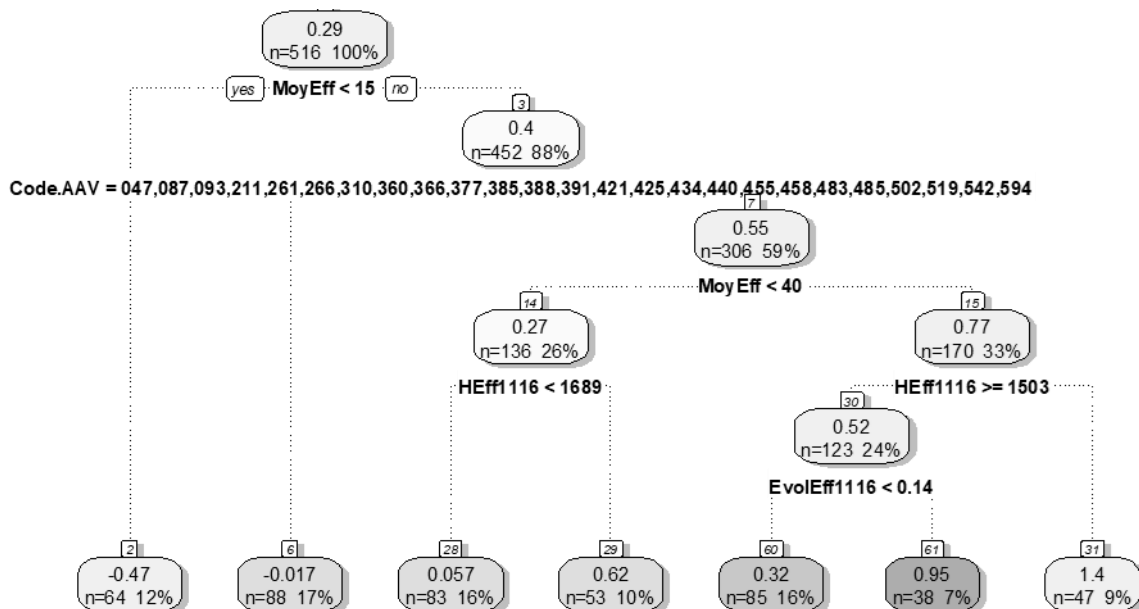 0.29
n=516 100%
yes MoyEff < 15 no
3
0.4
n=452 88%
Code.AAV = 047,087,093,211,261,266,310,360,366,377,385,388,391,421,425,434,440,455,458,483,485,502,519,542,594
7
0.55
n=306 59%
MoyEff < 40
14 15
0.27 0.77
n=136 26% n=170 33%
HEff1116 < 1689 HEff1116 >= 1503
30
0.52
n=123 24%
EvolEff1116 < 0.14
2 6 28 29 60 61 31
-0.47 -0.017 0.057 0.62 0.32 0.95 1.4
n=64 12% n=88 17% n=83 16% n=53 10% n=85 16% n=38 7% n=47 9%